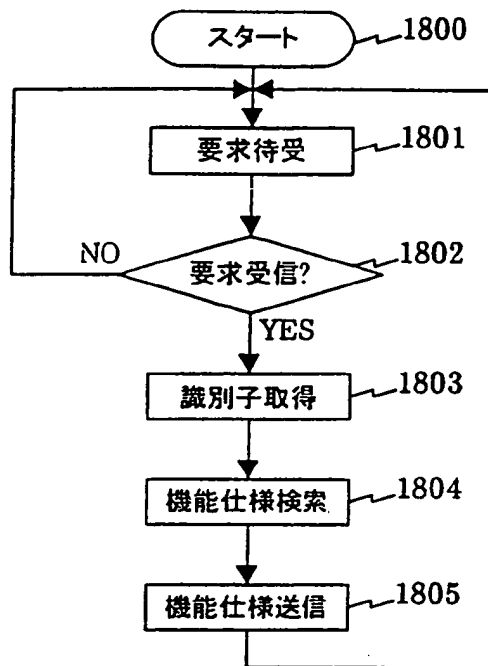 スタート 1800
要求待受 1801
要求受信? 1802
NO
YES
識別子取得 1803
機能仕様検索 1804
機能仕様送信 1805